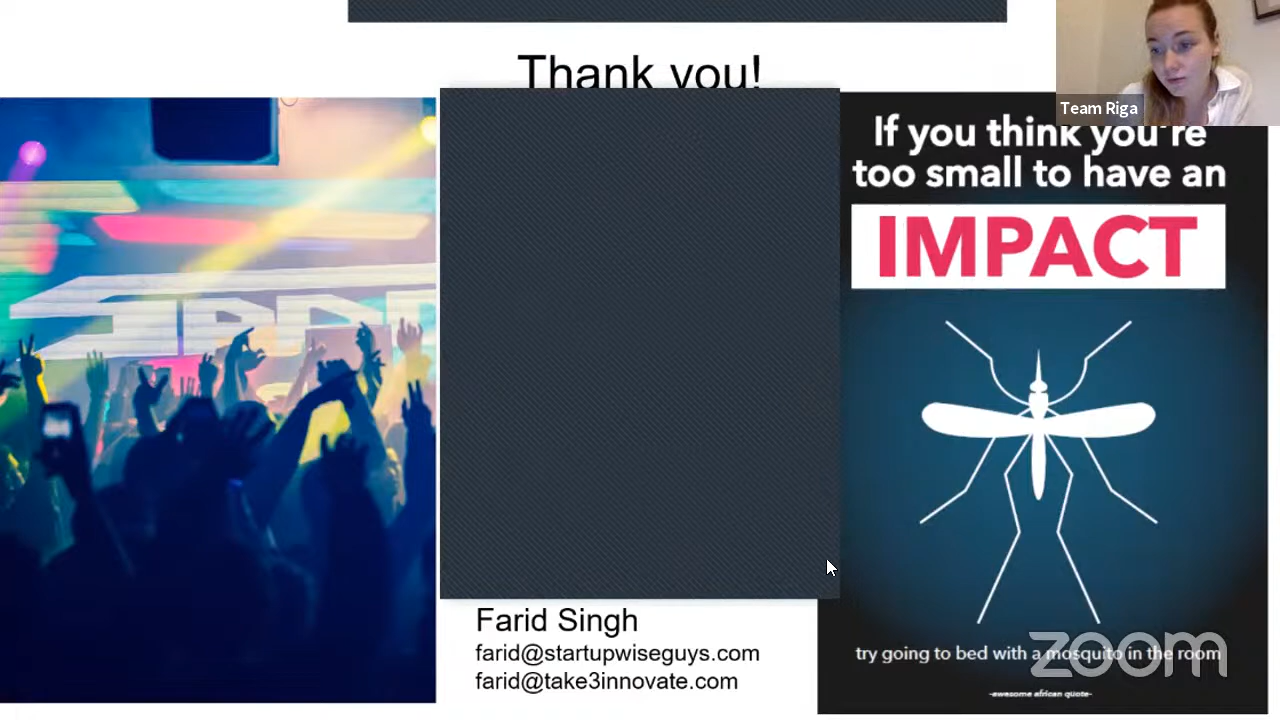 Thank you!
Team Riga
If you think you're
too small to have an
IMPACT
try going to bed with a mosquito in the room
-awesome african quote-
zoom
Farid Singh
farid@startupwiseguys.com
farid@take3innovate.com